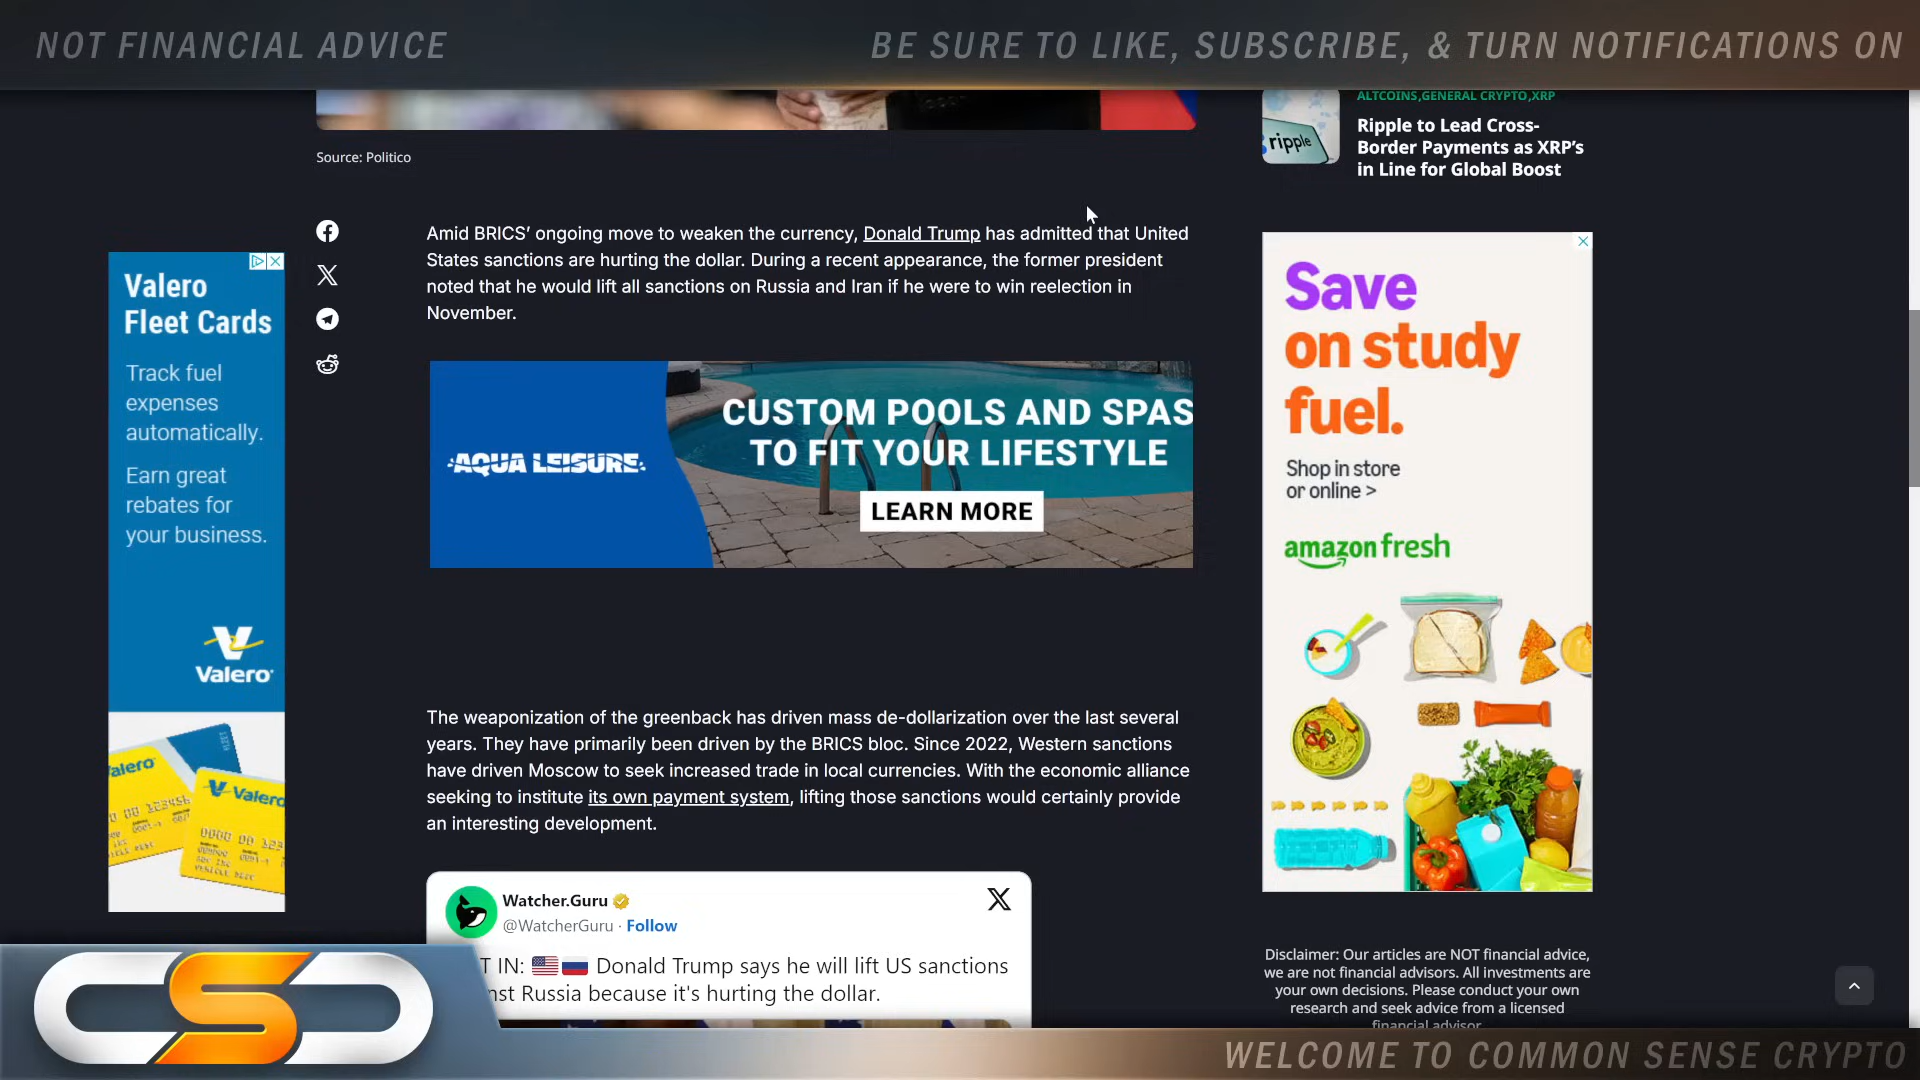 NOT FINANCIAL ADVICE
BE SURE TO LIKE, SUBSCRIBE, & TURN NOTIFICATIONS ON
Source: Politico
Amid BRICS’ ongoing move to weaken the currency, Donald Trump has admitted that United
States sanctions are hurting the dollar. During a recent appearance, the former president
noted that he would lift all sanctions on Russia and Iran if he were to win reelection in
November.
AQUA LEISURE
CUSTOM POOLS AND SPAS
TO FIT YOUR LIFESTYLE
LEARN MORE
The weaponization of the greenback has driven mass de-dollarization over the last several
years. They have primarily been driven by the BRICS bloc. Since 2022, Western sanctions
have driven Moscow to seek increased trade in local currencies. With the economic alliance
seeking to institute its own payment system, lifting those sanctions would certainly provide
an interesting development.
Watcher.Guru
@WatcherGuru · Follow
T IN: Donald Trump says he will lift US sanctions
nst Russia because it's hurting the dollar.
Valero
Fleet Cards
Track fuel
expenses
automatically.
Earn great
rebates for
your business.
Valero
ALTCOINS,GENERAL CRYPTO,XRP
ripple
Ripple to Lead Cross-
Border Payments as XRP’s
in Line for Global Boost
Save
on study
fuel.
Shop in store
or online >
amazon fresh
Disclaimer: Our articles are NOT financial advice,
we are not financial advisors. All investments are
your own decisions. Please conduct your own
research and seek advice from a licensed
financial advisor.
CSC
WELCOME TO COMMON SENSE CRYPTO